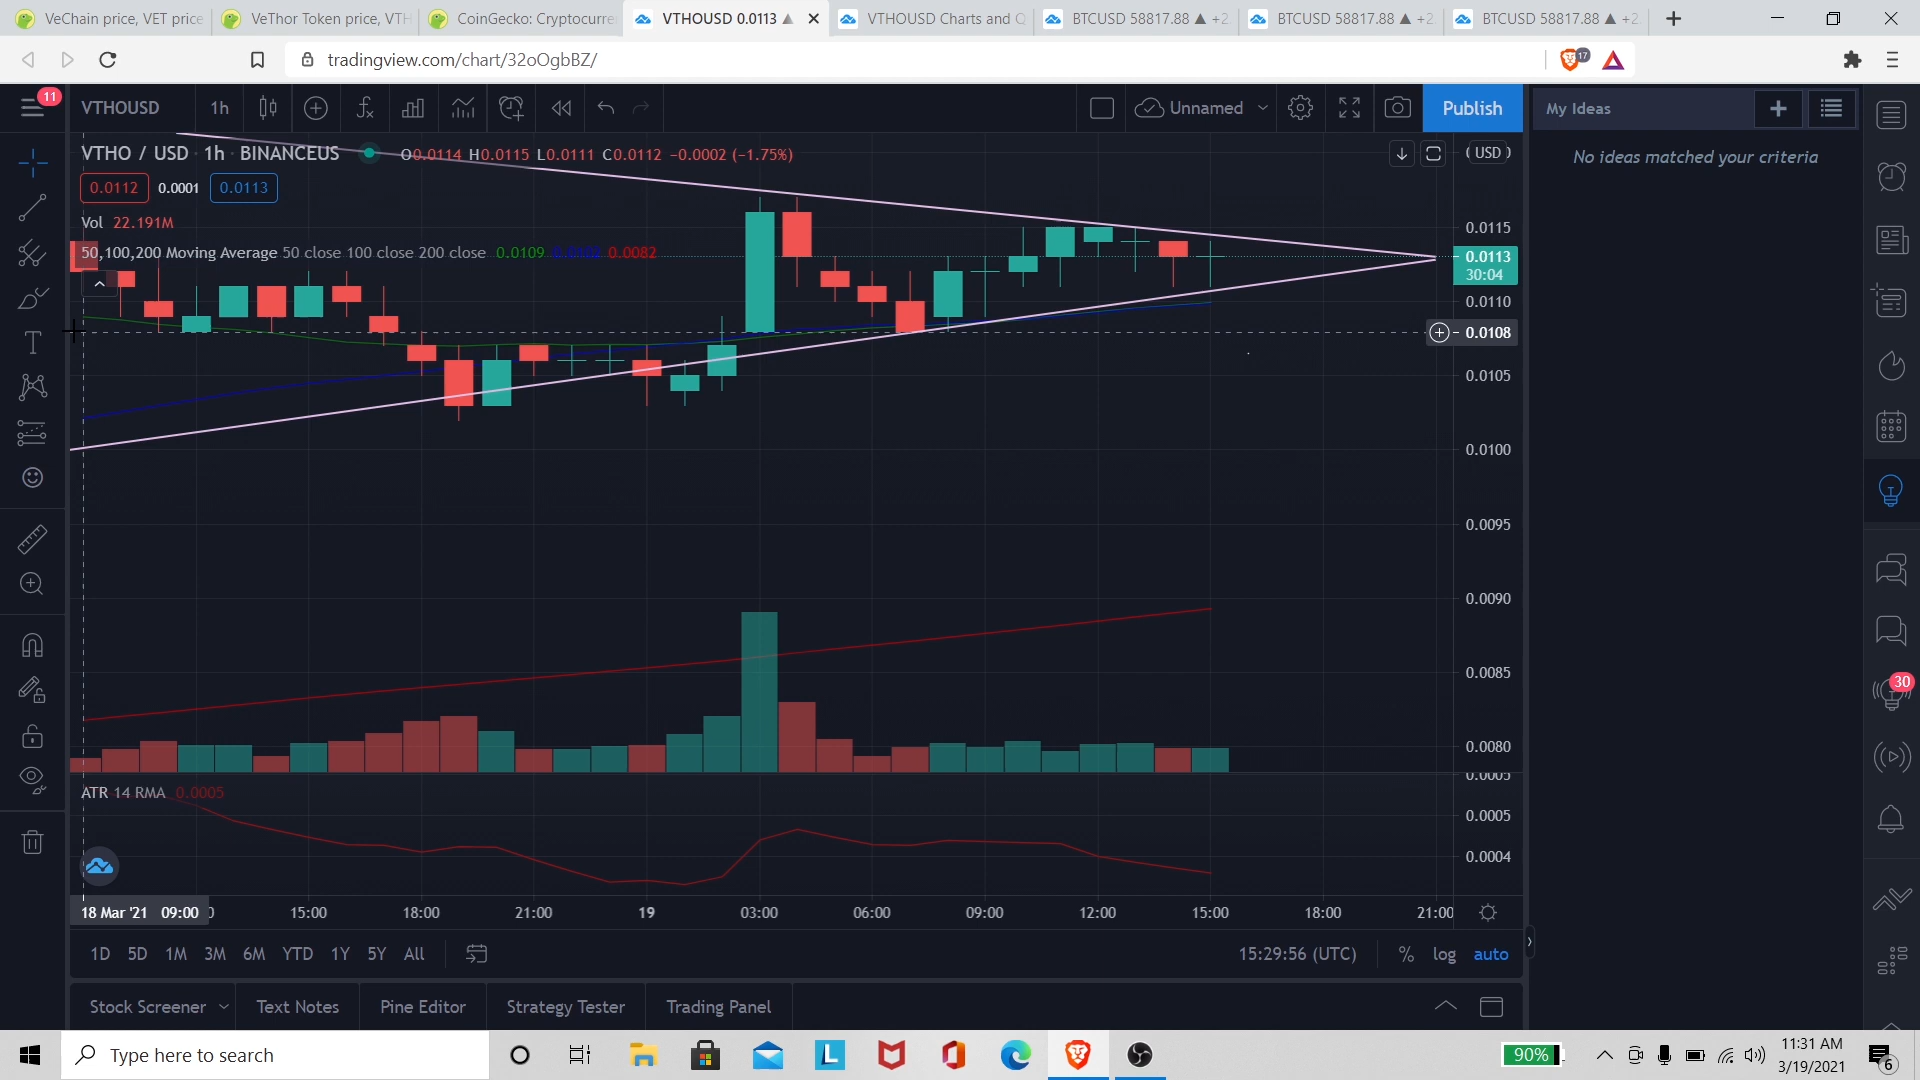 VeChain price, VET price
VeThor Token price, VTH
CoinGecko: Cryptocurre
VTHOUSD 0.0113 ▲
VTHOUSD Charts and Q
BTCUSD 58817.88 ▲ +2
BTCUSD 58817.88 ▲ +2.
BTCUSD 58817.88 ▲ +2
tradingview.com/chart/32oOgbBZ/
17
11
VTHOUSD
1h
Unnamed
Publish
My Ideas
No ideas matched your criteria
VTHO / USD · 1h · BINANCEUS
O0.0114 H0.0115 L0.0111 C0.0112 −0.0002 (−1.75%)
USD
0.0112 0.0001 0.0113
Vol 22.191M
50,100,200 Moving Average 50 close 100 close 200 close 0.0109 0.0082
0.0115
0.0113
30:04
0.0110
0.0108
0.0105
0.0100
0.0095
0.0090
0.0085
0.0080
ATR 14 RMA 0.0005
0.0005
0.0005
0.0004
30
18 Mar '21 09:00
15:00
18:00
21:00
19
03:00
06:00
09:00
12:00
15:00
18:00
21:00
1D 5D 1M 3M 6M YTD 1Y 5Y All
15:29:56 (UTC)
% log auto
Stock Screener
Text Notes
Pine Editor
Strategy Tester
Trading Panel
Type here to search
90%
11:31 AM
3/19/2021
6